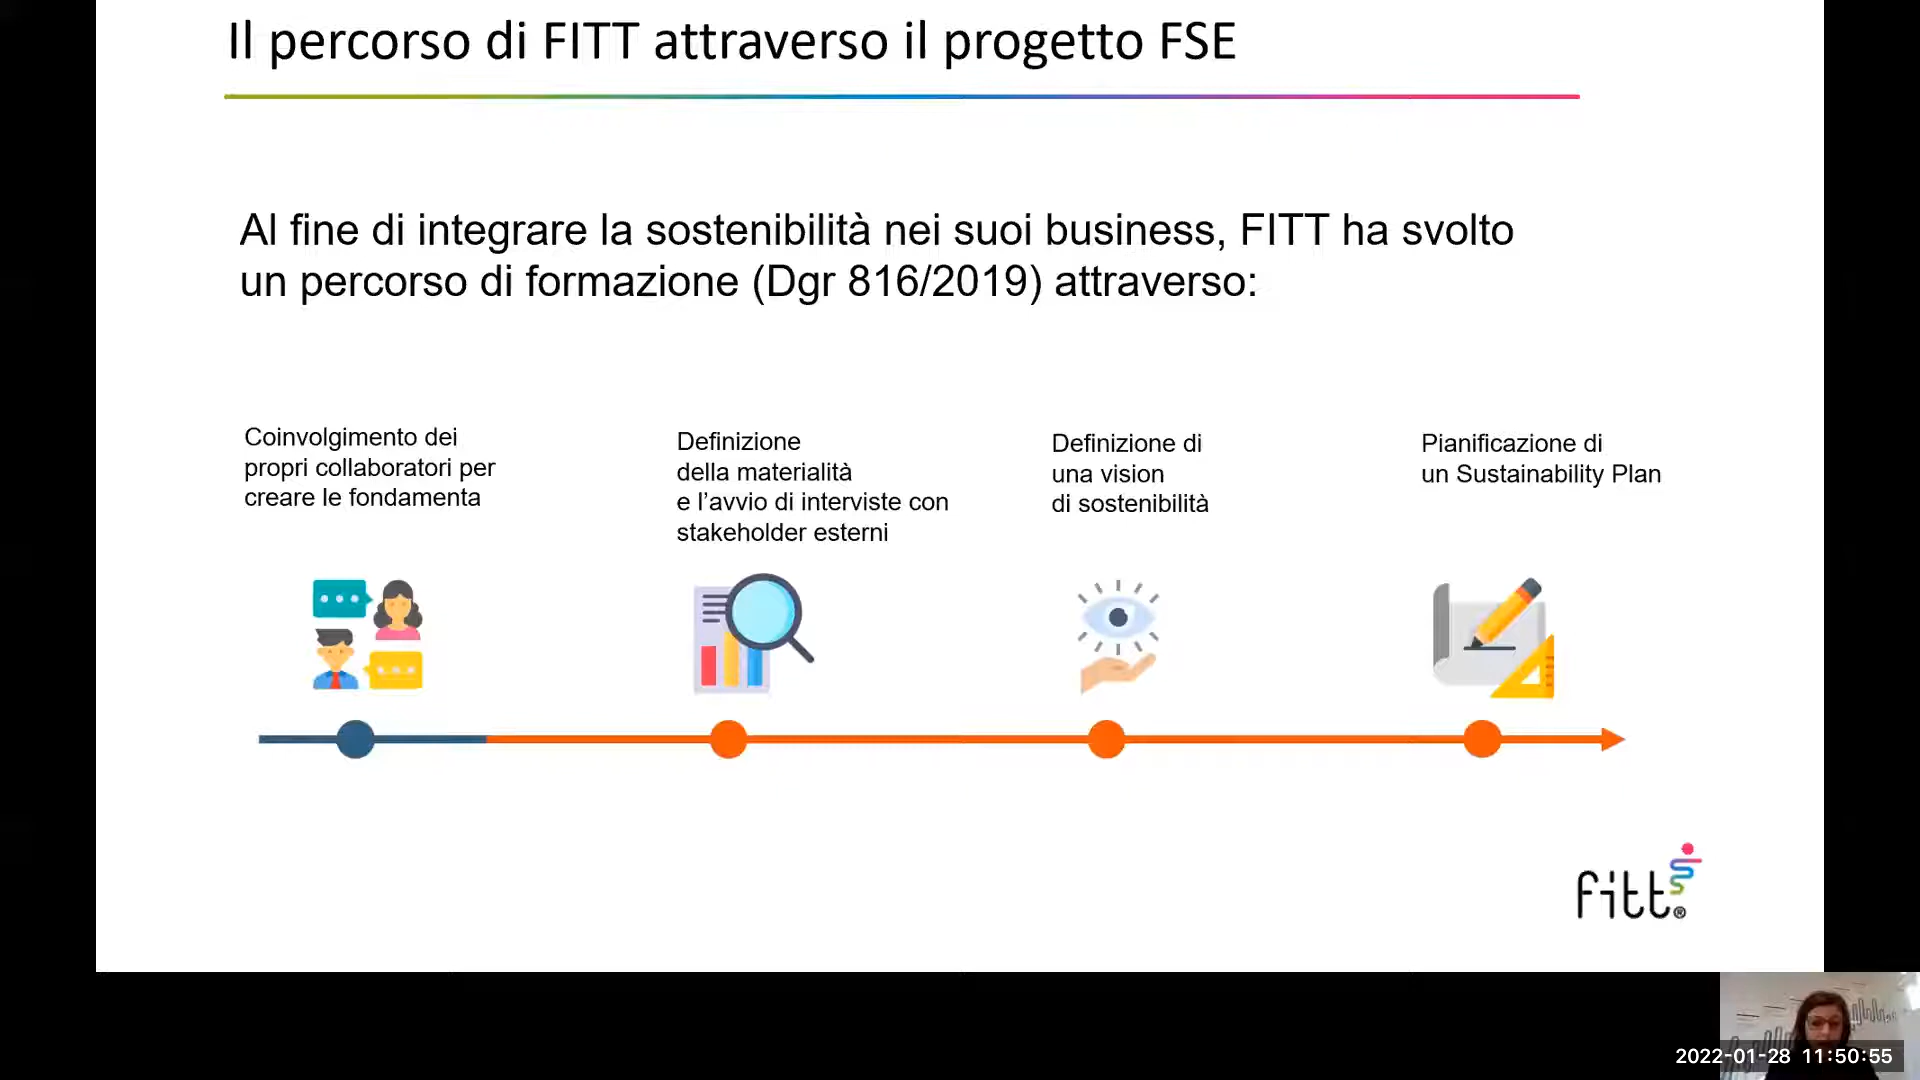 Il percorso di FITT attraverso il progetto FSE
Al fine di integrare la sostenibilità nei suoi business, FITT ha svolto
un percorso di formazione (Dgr 816/2019) attraverso:
Coinvolgimento dei
propri collaboratori per
creare le fondamenta
Definizione
della materialità
e l’avvio di interviste con
stakeholder esterni
Definizione di
una vision
di sostenibilità
Pianificazione di
un Sustainability Plan
fitt®
2022-01-28 11:50:55